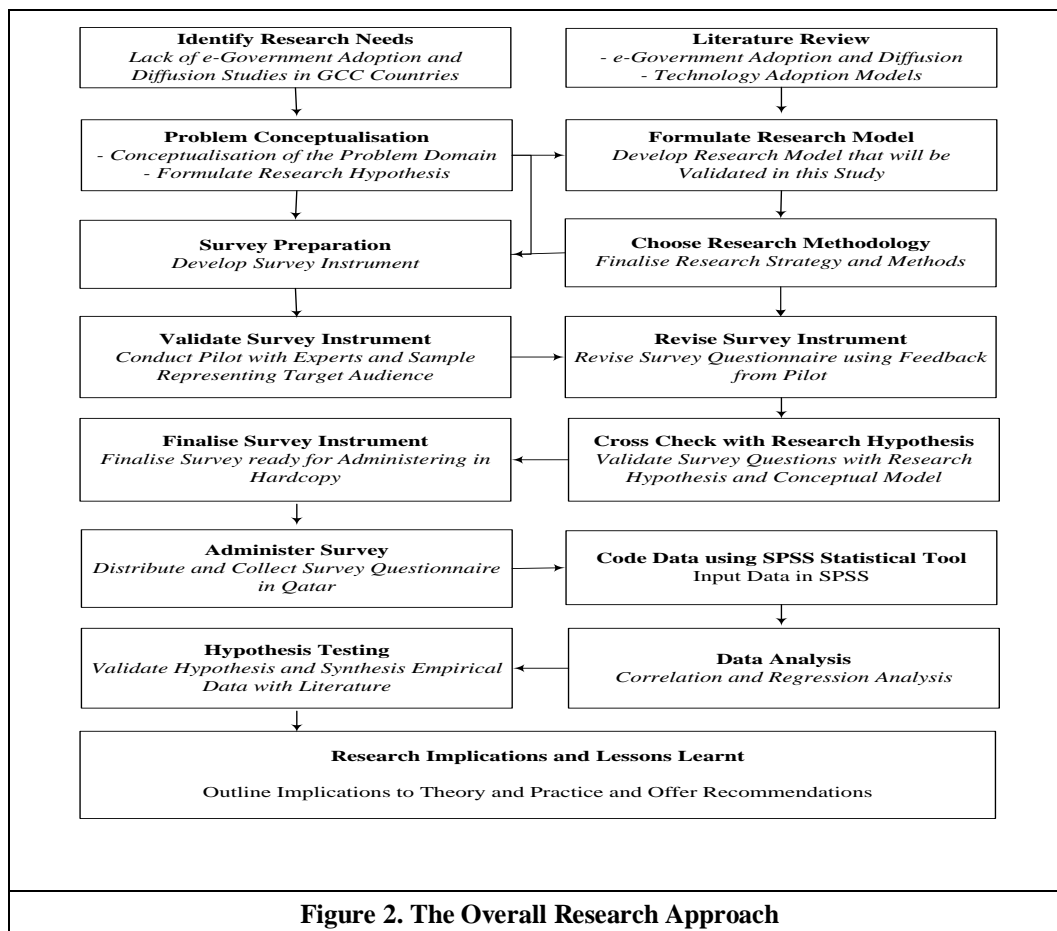 Identify Research Needs
Lack of e-Government Adoption and
Diffusion Studies in GCC Countries
Literature Review
- e-Government Adoption and Diffusion
- Technology Adoption Models
Problem Conceptualisation
- Conceptualisation of the Problem Domain
- Formulate Research Hypothesis
Formulate Research Model
Develop Research Model that will be
Validated in this Study
Survey Preparation
Develop Survey Instrument
Choose Research Methodology
Finalise Research Strategy and Methods
Validate Survey Instrument
Conduct Pilot with Experts and Sample
Representing Target Audience
Revise Survey Instrument
Revise Survey Questionnaire using Feedback
from Pilot
Finalise Survey Instrument
Finalise Survey ready for Administering in
Hardcopy
Cross Check with Research Hypothesis
Validate Survey Questions with Research
Hypothesis and Conceptual Model
Administer Survey
Distribute and Collect Survey Questionnaire
in Qatar
Code Data using SPSS Statistical Tool
Input Data in SPSS
Hypothesis Testing
Validate Hypothesis and Synthesis Empirical
Data with Literature
Data Analysis
Correlation and Regression Analysis
Research Implications and Lessons Learnt
Outline Implications to Theory and Practice and Offer Recommendations
Figure 2. The Overall Research Approach